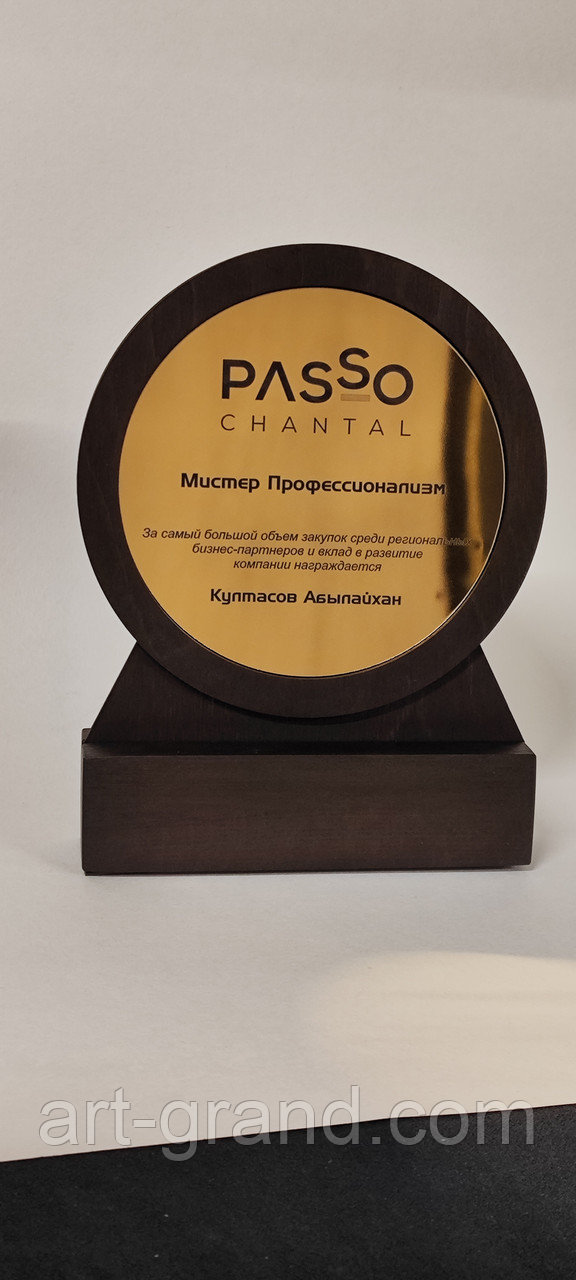 PASSO
CHANTAL
Мистер Профессионализм
За самый большой объем закупок среди региональных
бизнес-партнеров и вклад в развитие
компании награждается
Култасов Абылайхан
art-grand.com